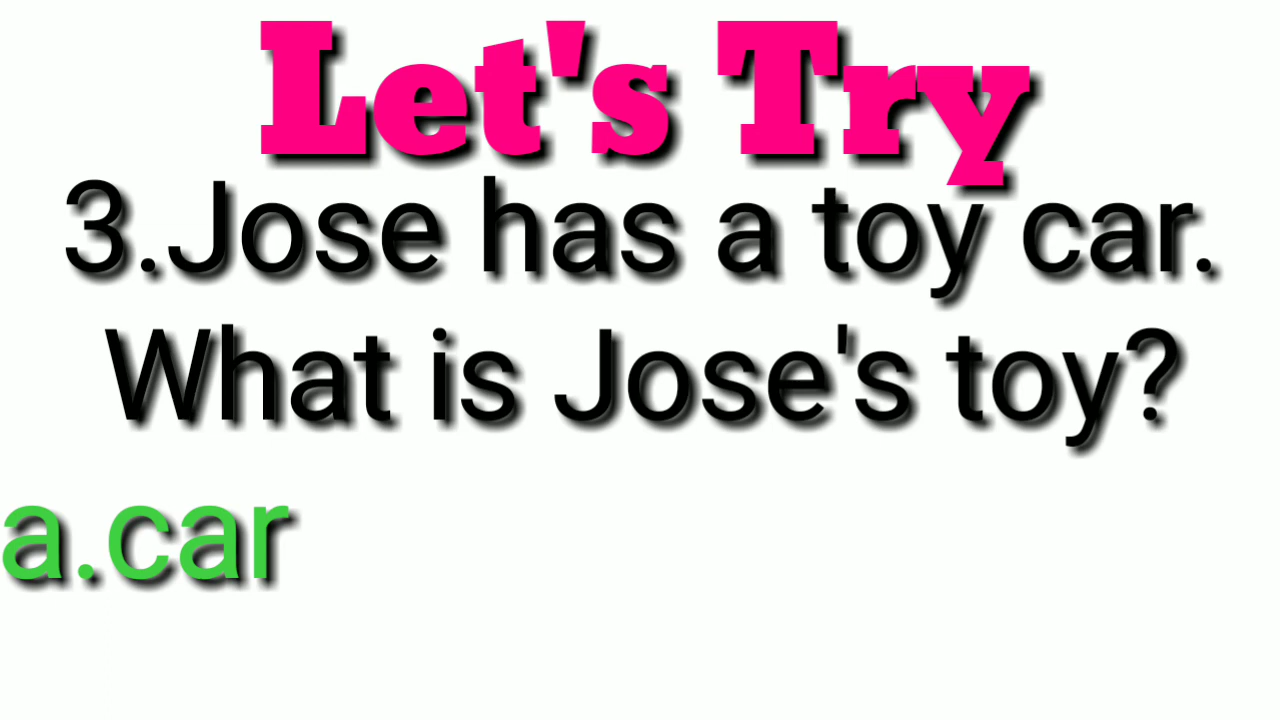 Let's Try
3.Jose has a toy car.
What is Jose's toy?
a.car